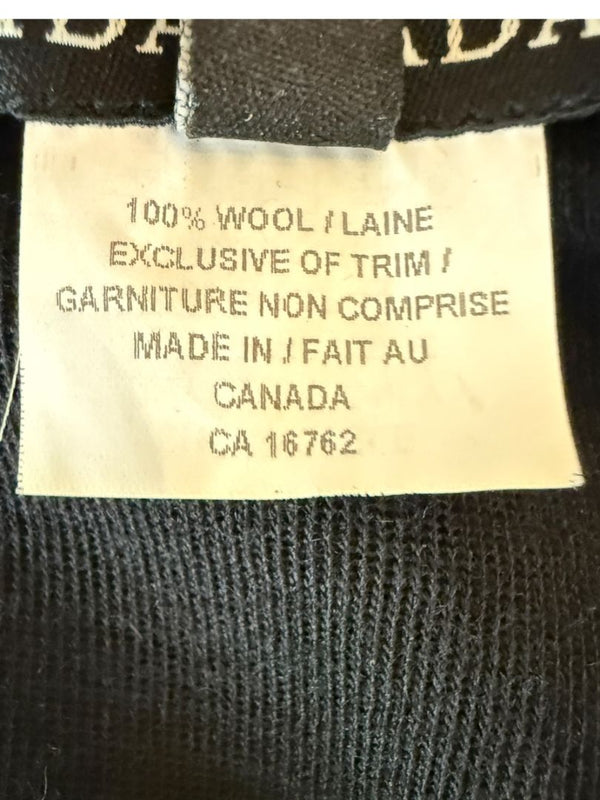 100% WOOL / LAINE
EXCLUSIVE OF TRIM /
GARNITURE NON COMPRISE
MADE IN / FAIT AU
CANADA
CA 16762